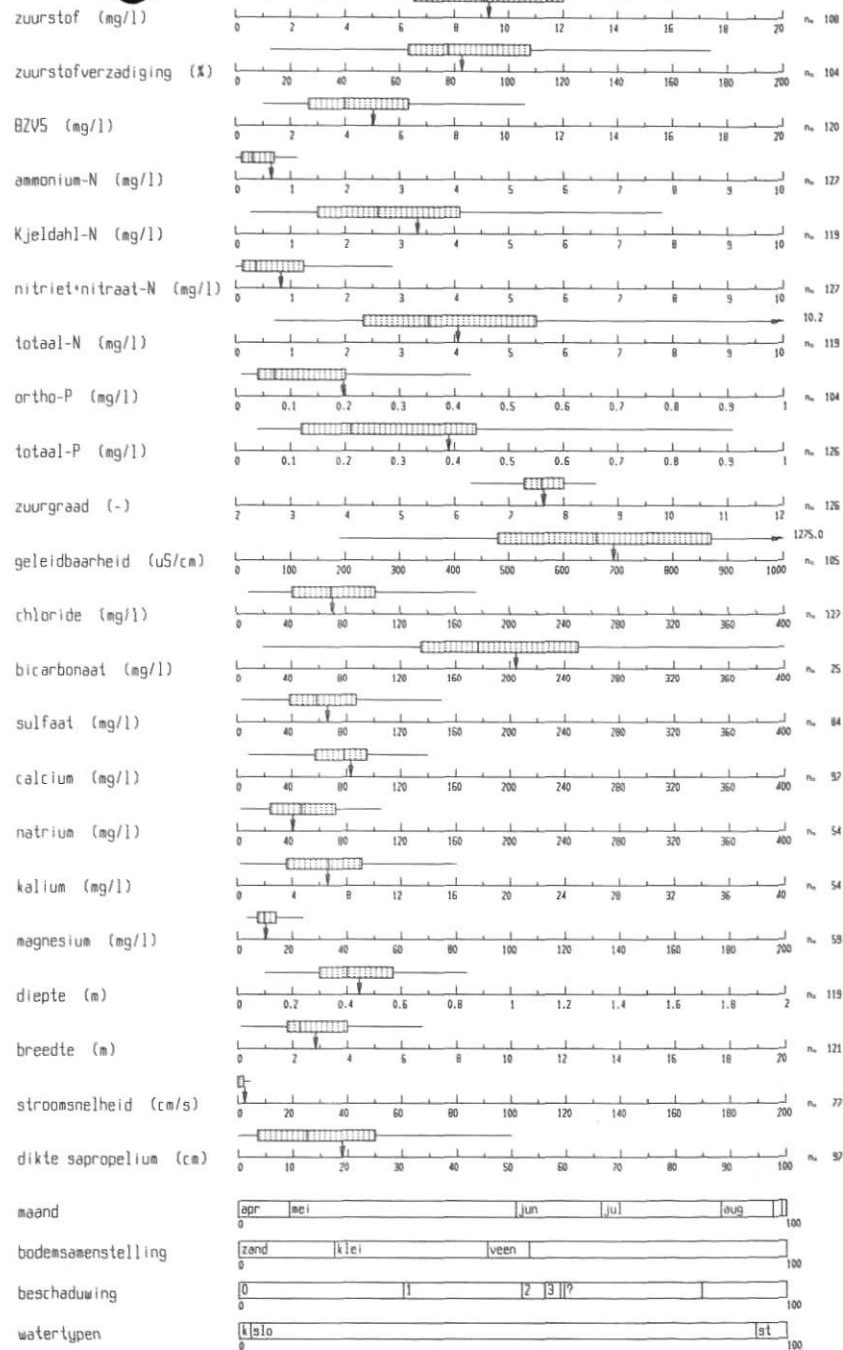 zuurstof (mg/l) 0 2 4 6 8 10 12 14 16 18 20 n= 108
zuurstofverzadiging (%) 0 20 40 60 80 100 120 140 160 180 200 n= 104
BZV5 (mg/l) 0 2 4 6 8 10 12 14 16 18 20 n= 120
ammonium-N (mg/l) 0 1 2 3 4 5 6 7 8 9 10 n= 127
Kjeldahl-N (mg/l) 0 1 2 3 4 5 6 7 8 9 10 n= 119
nitriet+nitraat-N (mg/l) 0 1 2 3 4 5 6 7 8 9 10 n= 127
10.2
totaal-N (mg/l) 0 1 2 3 4 5 6 7 8 9 10 n= 119
ortho-P (mg/l) 0 0.1 0.2 0.3 0.4 0.5 0.6 0.7 0.8 0.9 1 n= 104
totaal-P (mg/l) 0 0.1 0.2 0.3 0.4 0.5 0.6 0.7 0.8 0.9 1 n= 126
zuurgraad (-) 2 3 4 5 6 7 8 9 10 11 12 n= 126
1275.0
geleidbaarheid (uS/cm) 0 100 200 300 400 500 600 700 800 900 1000 n= 105
chloride (mg/l) 0 40 80 120 160 200 240 280 320 360 400 n= 127
bicarbonaat (mg/l) 0 40 80 120 160 200 240 280 320 360 400 n= 25
sulfaat (mg/l) 0 40 80 120 160 200 240 280 320 360 400 n= 84
calcium (mg/l) 0 40 80 120 160 200 240 280 320 360 400 n= 97
natrium (mg/l) 0 40 80 120 160 200 240 280 320 360 400 n= 54
kalium (mg/l) 0 4 8 12 16 20 24 28 32 36 40 n= 54
magnesium (mg/l) 0 20 40 60 80 100 120 140 160 180 200 n= 59
diepte (m) 0 0.2 0.4 0.6 0.8 1 1.2 1.4 1.6 1.8 2 n= 119
breedte (m) 0 2 4 6 8 10 12 14 16 18 20 n= 121
stroomsnelheid (cm/s) 0 20 40 60 80 100 120 140 160 180 200 n= 77
dikte sapropelium (cm) 0 10 20 30 40 50 60 70 80 90 100 n= 97
maand apr mei jun jul aug
0 100
bodemsamenstelling zand klei veen
0 100
beschaduwing 0 1 2 3 ?
0 100
watertypen k slo st
0 100